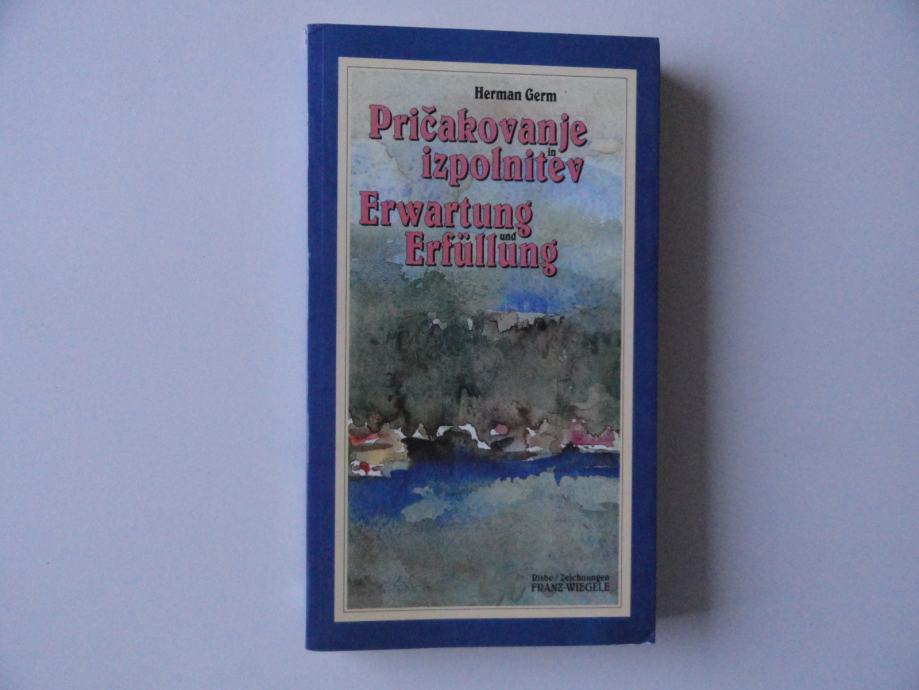 Herman Germ
Pričakovanje
in
izpolnitev
Erwartung
und
Erfüllung
Risbe / Zeichnungen
FRANZ WIEGELE